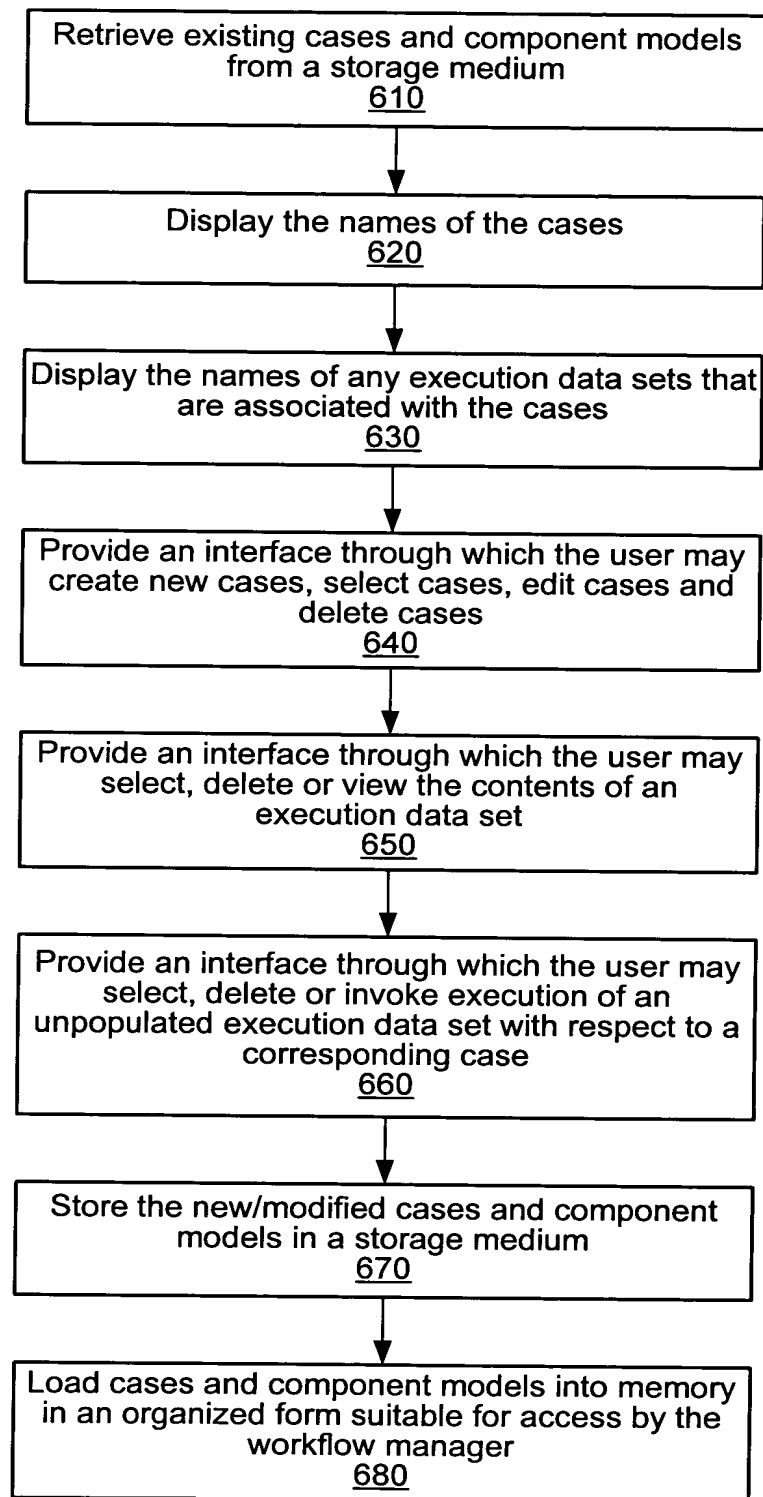 Retrieve existing cases and component models
from a storage medium
610
Display the names of the cases
620
Display the names of any execution data sets that
are associated with the cases
630
Provide an interface through which the user may
create new cases, select cases, edit cases and
delete cases
640
Provide an interface through which the user may
select, delete or view the contents of an
execution data set
650
Provide an interface through which the user may
select, delete or invoke execution of an
unpopulated execution data set with respect to a
corresponding case
660
Store the new/modified cases and component
models in a storage medium
670
Load cases and component models into memory
in an organized form suitable for access by the
workflow manager
680